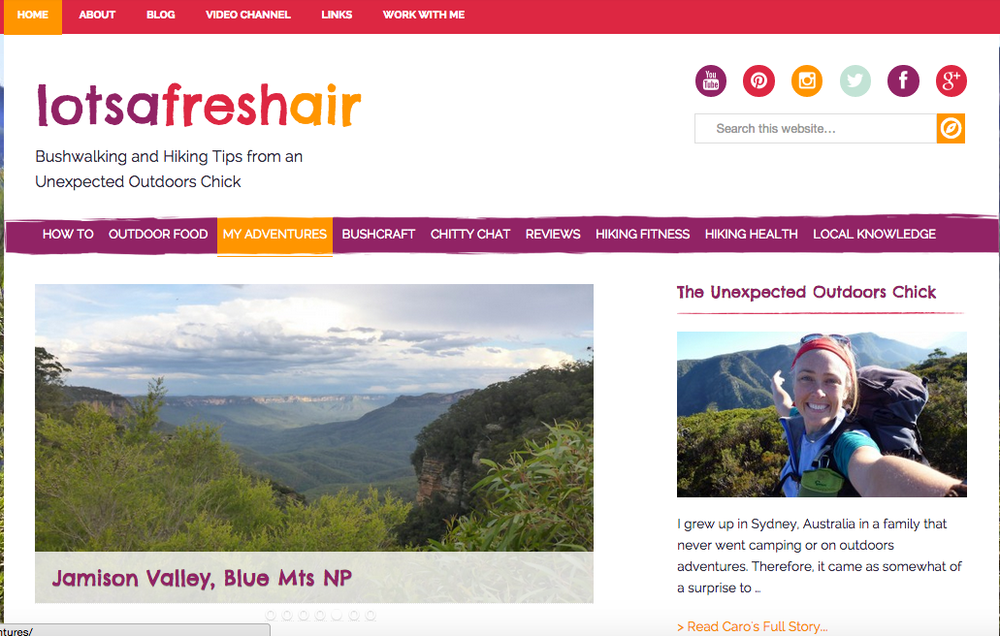 HOME ABOUT BLOG VIDEO CHANNEL LINKS WORK WITH ME
lotsafreshair
You Tube f g+
Search this website...
Bushwalking and Hiking Tips from an
Unexpected Outdoors Chick
HOW TO OUTDOOR FOOD MY ADVENTURES BUSHCRAFT CHITTY CHAT REVIEWS HIKING FITNESS HIKING HEALTH LOCAL KNOWLEDGE
Jamison Valley, Blue Mts NP
The Unexpected Outdoors Chick
I grew up in Sydney, Australia in a family that
never went camping or on outdoors
adventures. Therefore, it came as somewhat of
a surprise to ...
> Read Caro's Full Story...
ntures/